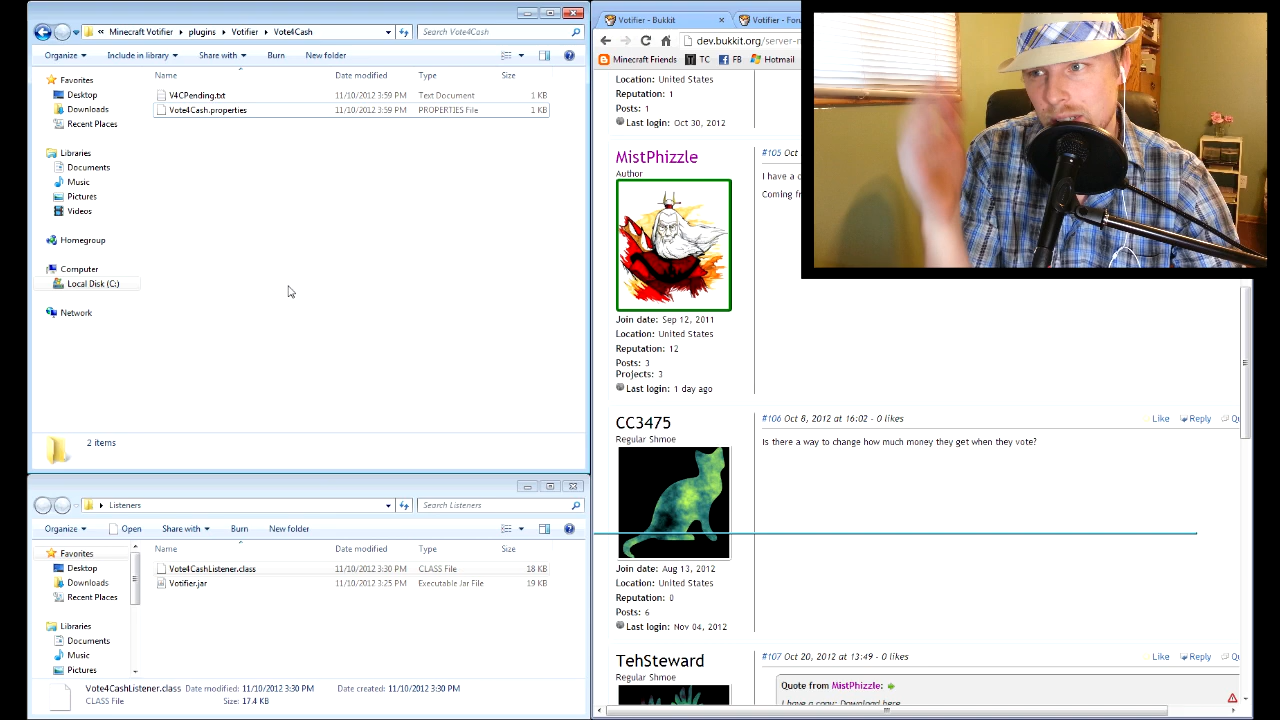 Minecraft Votifier
Votifier
Vote4Cash
Search Vote4Cash
Organize
Include in library
Share with
Burn
New folder
Favorites
Desktop
Downloads
Recent Places
Libraries
Documents
Music
Pictures
Videos
Homegroup
Computer
Local Disk (C:)
Network
Name
Date modified
Type
Size
V4CPending.txt
11/10/2012 3:59 PM
Text Document
1 KB
Vote4Cash.properties
11/10/2012 3:59 PM
PROPERTIES File
1 KB
2 items
Listeners
Search Listeners
Organize
Open
Share with
Burn
New folder
Favorites
Desktop
Downloads
Recent Places
Libraries
Documents
Music
Pictures
Name
Date modified
Type
Size
Vote4CashListener.class
11/10/2012 3:30 PM
CLASS File
18 KB
Votifier.jar
11/10/2012 3:25 PM
Executable Jar File
19 KB
Vote4CashListener.class Date modified: 11/10/2012 3:30 PM Date created: 11/10/2012 3:30 PM
CLASS File Size: 17.4 KB
Votifier - Bukkit
Votifier - Foru
dev.bukkit.org/server-m
Minecraft Friends
TC
FB
Hotmail
Location: United States
Reputation: 1
Posts: 1
Last login: Oct 30, 2012
MistPhizzle
Author
Join date: Sep 12, 2011
Location: United States
Reputation: 12
Posts: 3
Projects: 3
Last login: 1 day ago
#105 Oct
I have a
Coming fr
CC3475
Regular Shmoe
Join date: Aug 13, 2012
Location: United States
Reputation: 0
Posts: 6
Last login: Nov 04, 2012
#106 Oct 8, 2012 at 16:02 - 0 likes
Like
Reply
Qu
Is there a way to change how much money they get when they vote?
TehSteward
Regular Shmoe
#107 Oct 20, 2012 at 13:49 - 0 likes
Like
Reply
Qu
Quote from MistPhizzle:
I have a copy: Download here